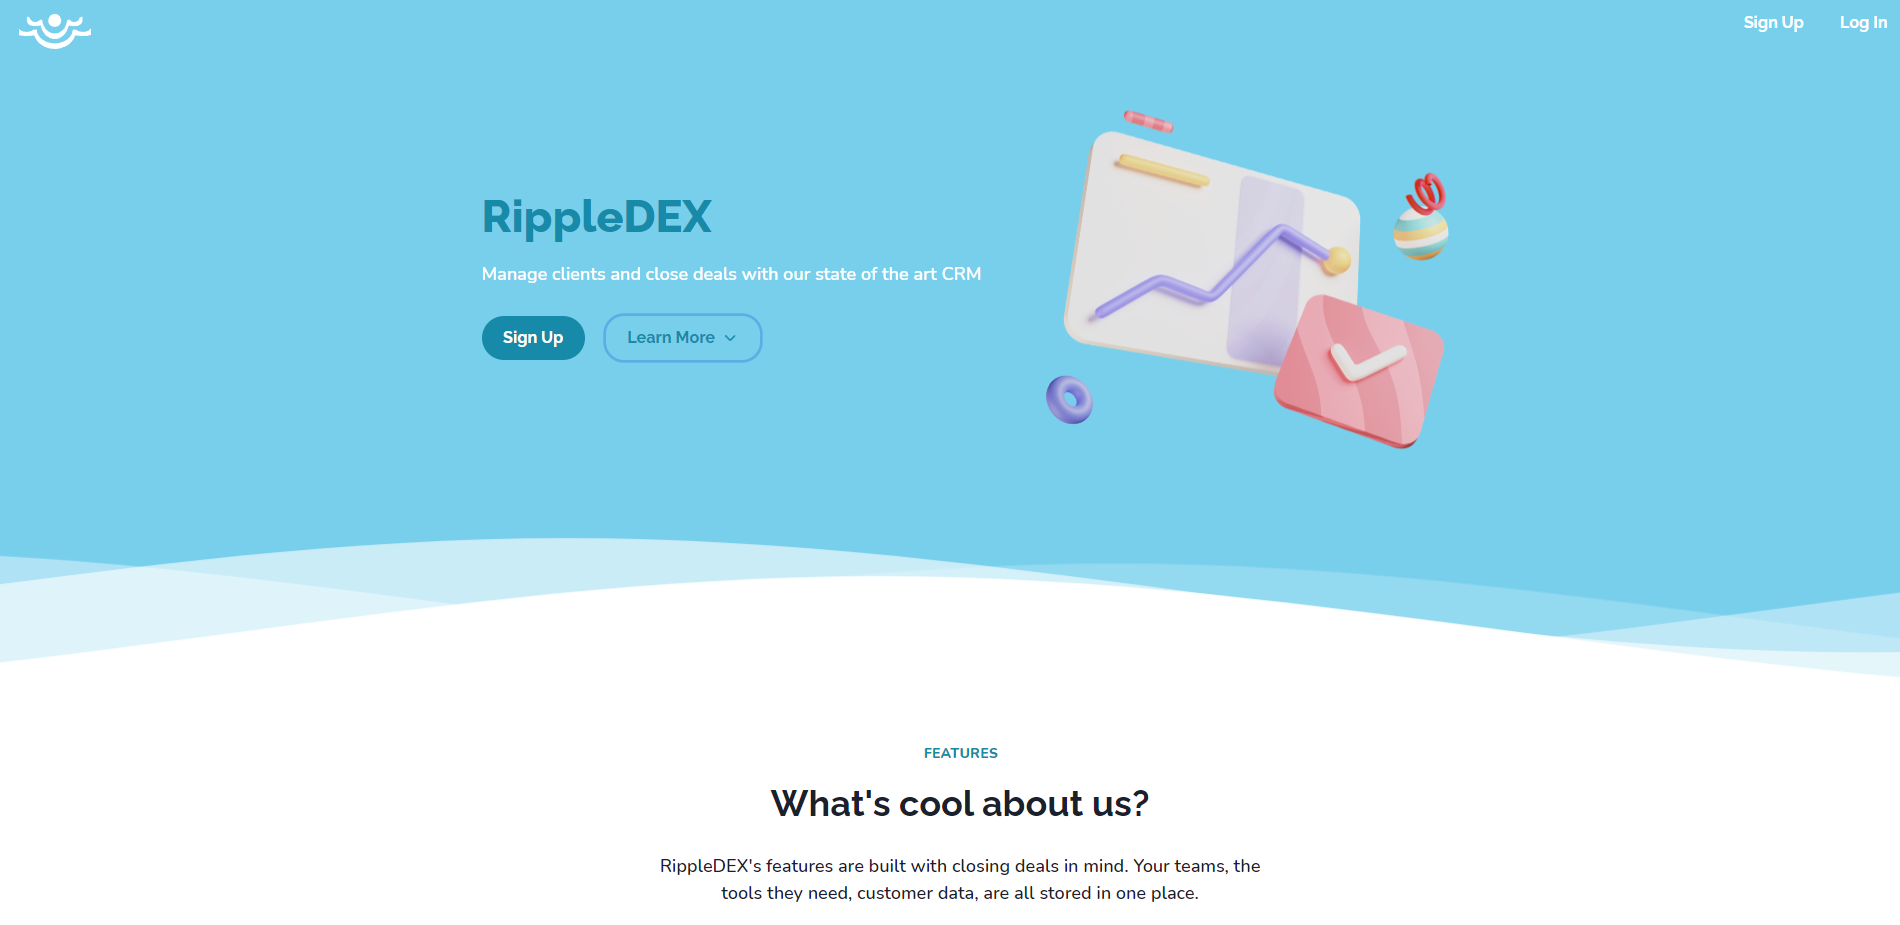 Sign Up
Log In
RippleDEX
Manage clients and close deals with our state of the art CRM
Sign Up
Learn More
FEATURES
What's cool about us?
RippleDEX's features are built with closing deals in mind. Your teams, the
tools they need, customer data, are all stored in one place.